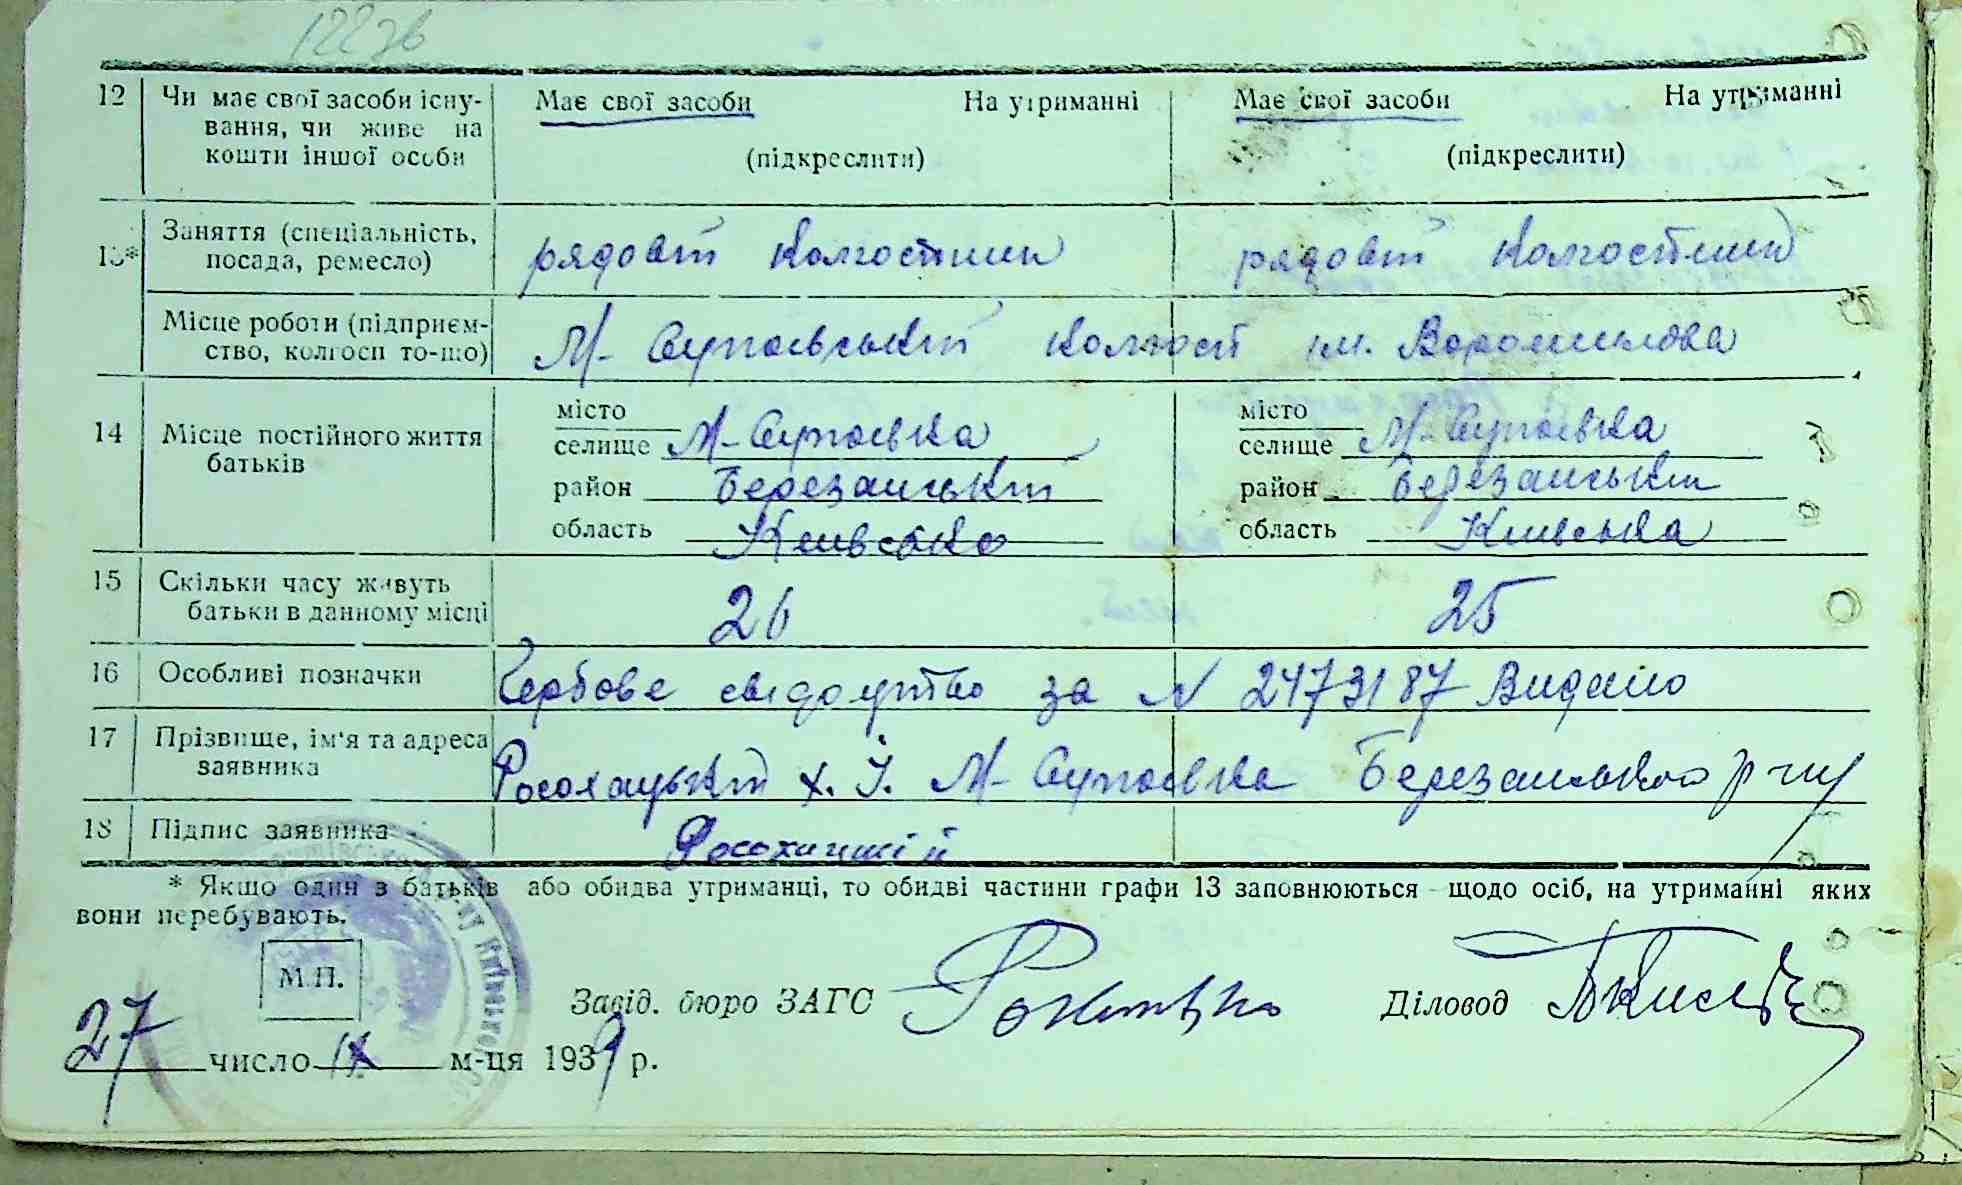 12 Чи має свої засоби існу- Має свої засоби На утриманні Має свої засоби На утриманні
вання, чи живе на
кошти іншої особи (підкреслити) (підкреслити)
13* Заняття (спеціальність, рядовий колгоспник рядовий колгоспник
посада, ремесло)
Місце роботи (підприєм- М-Супоївський колгосп ім. Ворошилова
ство, колгосп то-що)
14 Місце постійного життя
батьків
місто місто
селище М-Супоївка селище М-Супоївка
район Березанський район Березанський
область Київська область Київська
15 Скільки часу живуть 26 25
батьки в данному місці
16 Особливі позначки Гербове свідоцтво за N 2473187 Видано
17 Прізвище, ім'я та адреса Росохацький Х. І. М-Супоївка Березанського р-ну
заявника
18 Підпис заявника
* Якщо один з батьків або обидва утриманці, то обидві частини графи 13 заповнюються щодо осіб, на утриманні яких
вони перебувають.
М.П.
Завід. бюро ЗАГС Діловод
27 число IX м-ця 1939 р.